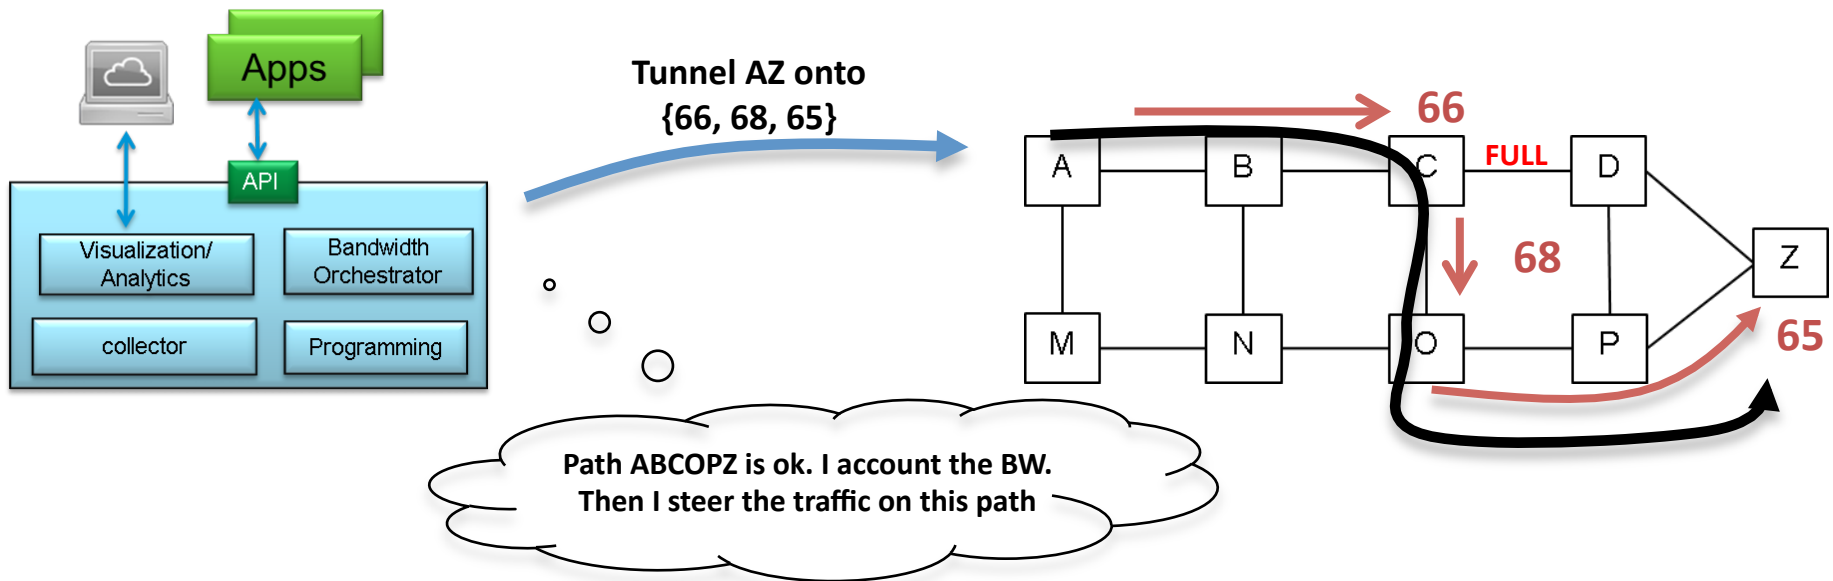 Apps
API
Visualization/
Analytics
Bandwidth
Orchestrator
collector
Programming
Tunnel AZ onto
{66, 68, 65}
Path ABCOPZ is ok. I account the BW.
Then I steer the traffic on this path
66
A
B
C
FULL
D
68
Z
M
N
O
P
65